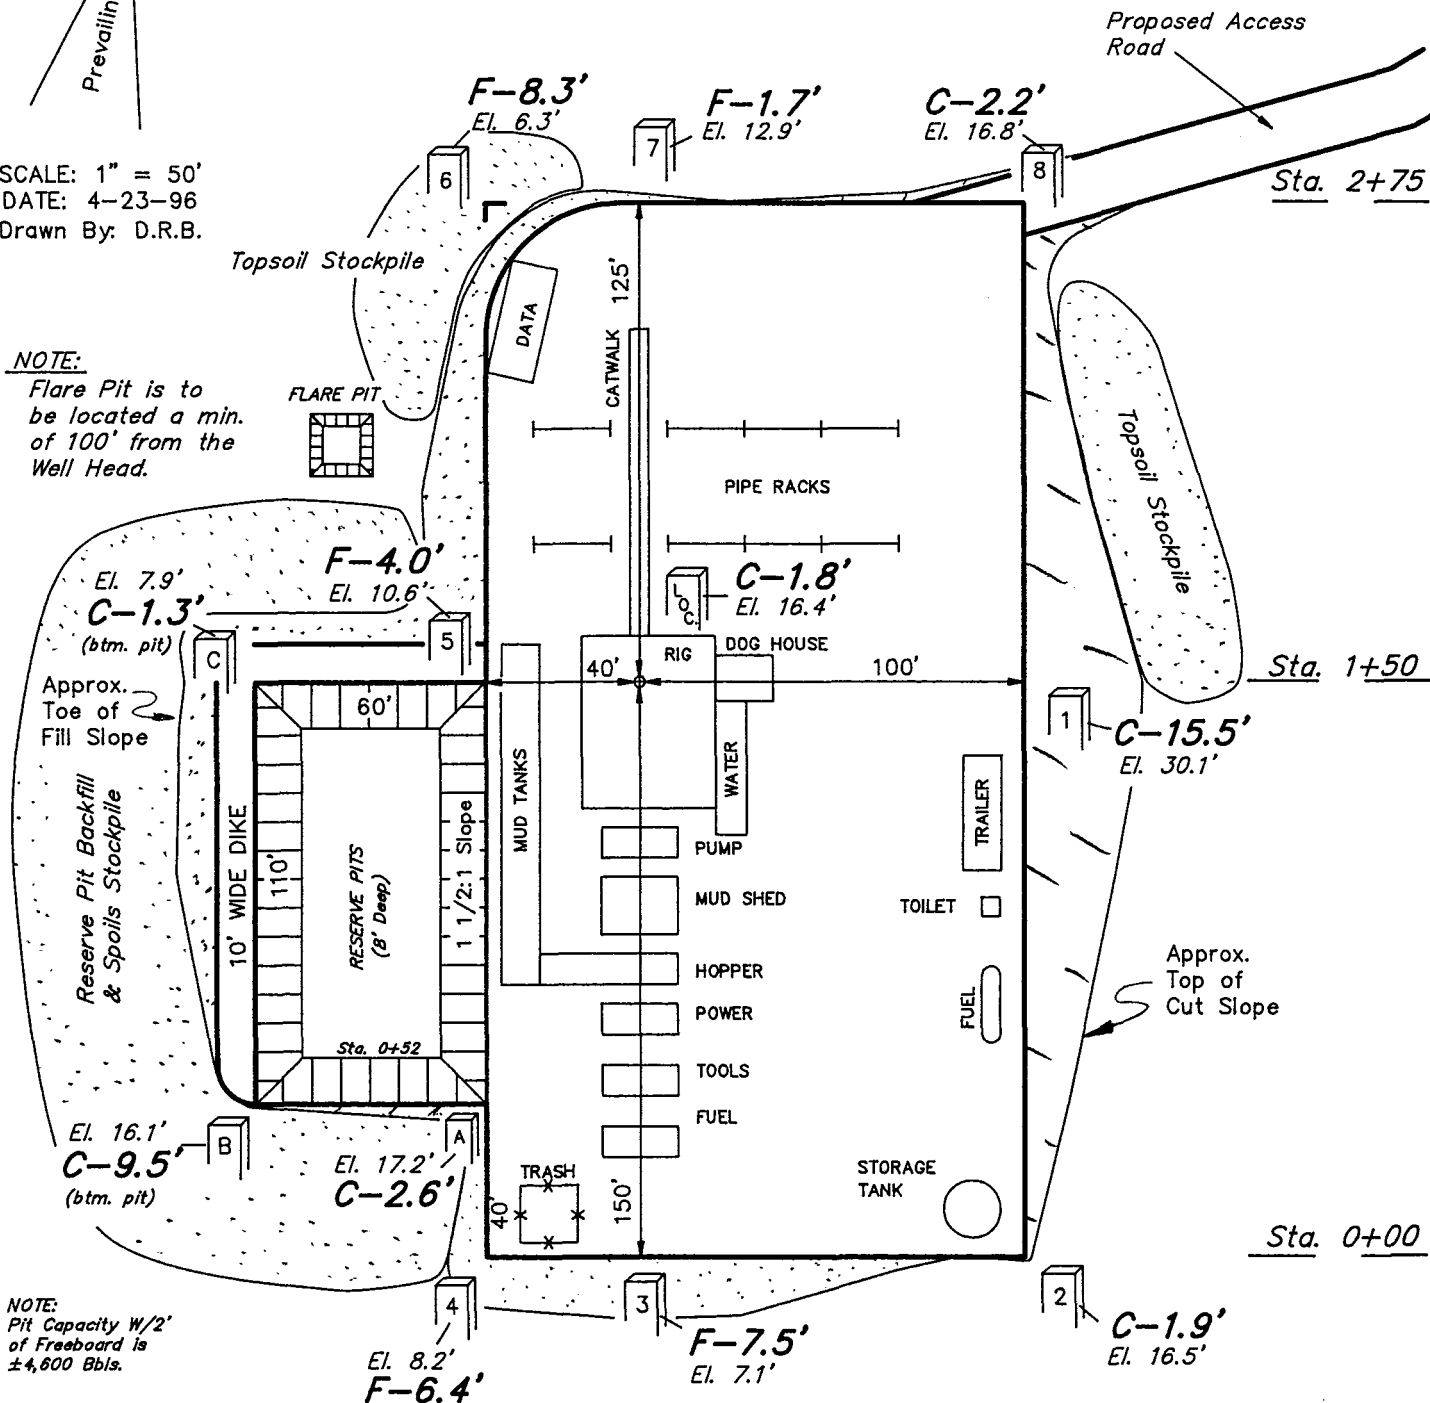 Proposed Access
Road
Prevailin
F-8.3'
El. 6.3'
F-1.7'
El. 12.9'
C-2.2'
El. 16.8'
6
7
8
SCALE: 1" = 50'
DATE: 4-23-96
Drawn By: D.R.B.
Sta. 2+75
Topsoil Stockpile
125'
DATA
CATWALK
NOTE:
Flare Pit is to
be located a min.
of 100' from the
Well Head.
FLARE PIT
Topsoil Stockpile
PIPE RACKS
F-4.0'
El. 10.6'
El. 7.9'
C-1.3'
(btm. pit)
C
5
LOC.
C-1.8'
El. 16.4'
RIG
DOG HOUSE
40'
100'
Sta. 1+50
Approx.
Toe of
Fill Slope
60'
1
C-15.5'
El. 30.1'
MUD TANKS
WATER
TRAILER
Reserve Pit Backfill
& Spoils Stockpile
10' WIDE DIKE
110'
RESERVE PITS
(8' Deep)
1 1/2:1 Slope
PUMP
MUD SHED
TOILET
HOPPER
POWER
FUEL
Approx.
Top of
Cut Slope
Sta. 0+52
TOOLS
FUEL
El. 16.1'
C-9.5'
(btm. pit)
B
A
El. 17.2'
C-2.6'
TRASH
40'
150'
STORAGE
TANK
Sta. 0+00
4
3
2
NOTE:
Pit Capacity W/2'
of Freeboard is
±4,600 Bbls.
El. 8.2'
F-6.4'
F-7.5'
El. 7.1'
C-1.9'
El. 16.5'